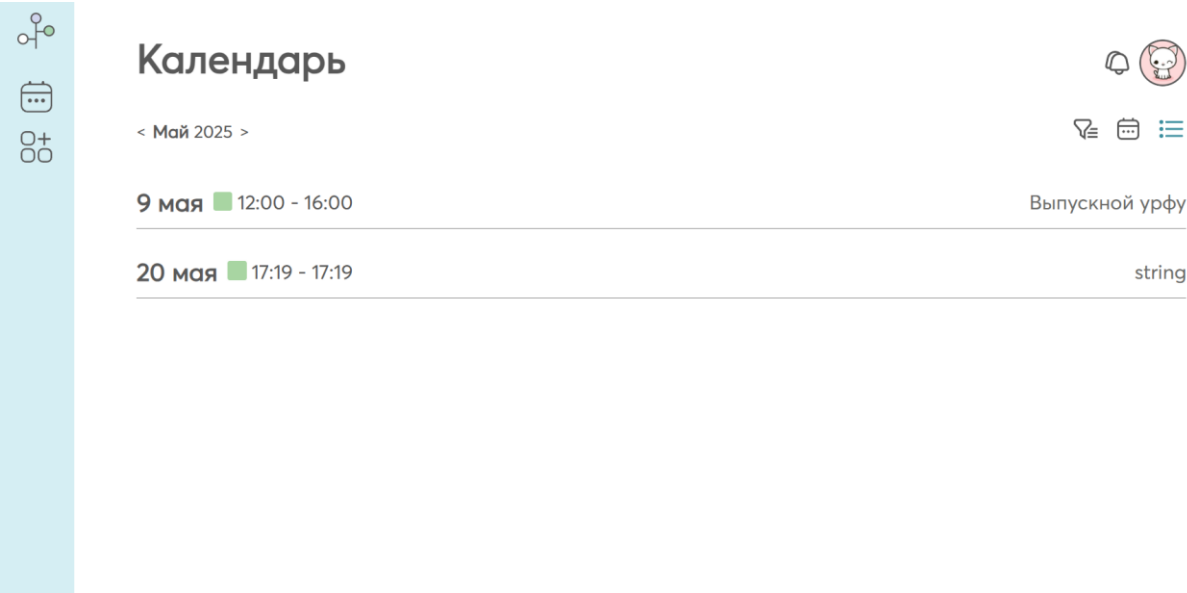 Календарь
< Май 2025 >
9 мая 12:00 - 16:00 Выпускной урфу
20 мая 17:19 - 17:19 string